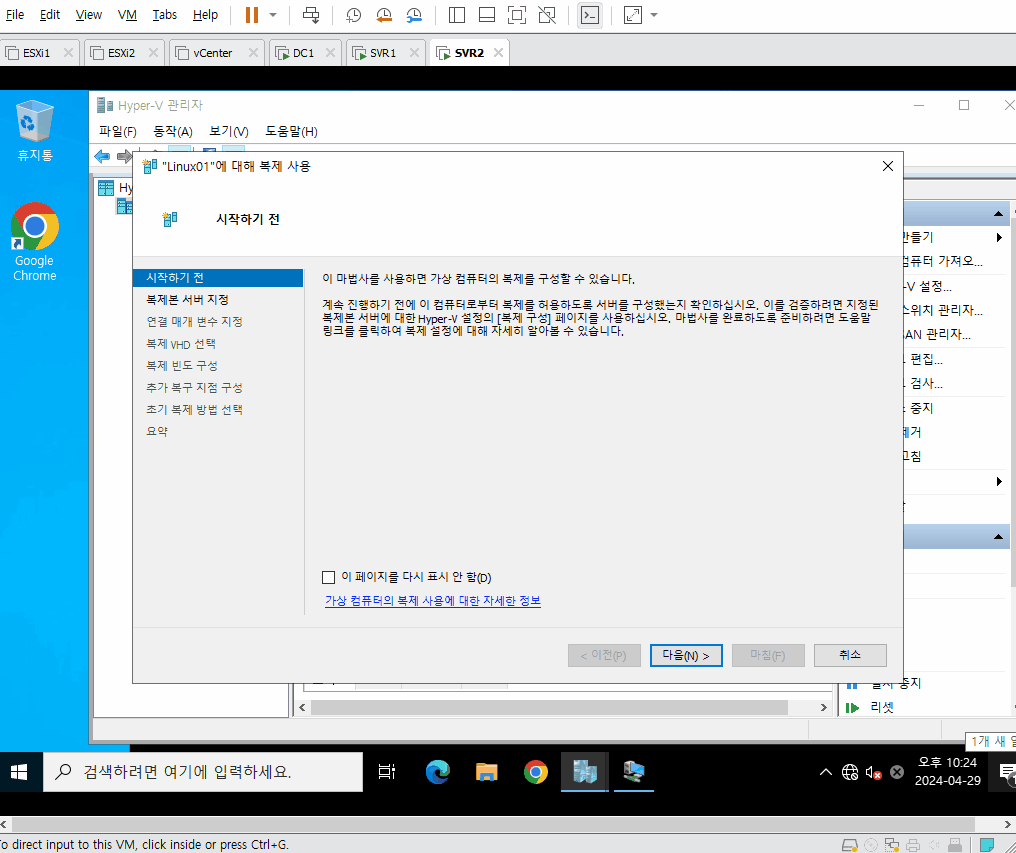 File Edit View VM Tabs Help
ESXi1 ESXi2 vCenter DC1 SVR1 SVR2
Hyper-V 관리자
파일(F) 동작(A) 보기(V) 도움말(H)
휴지통
Google
Chrome
Hy
"Linux01"에 대해 복제 사용
시작하기 전
시작하기 전
복제본 서버 지정
연결 매개 변수 지정
복제 VHD 선택
복제 빈도 구성
추가 복구 지점 구성
초기 복제 방법 선택
요약
이 마법사를 사용하면 가상 컴퓨터의 복제를 구성할 수 있습니다.
계속 진행하기 전에 이 컴퓨터로부터 복제를 허용하도록 서버를 구성했는지 확인하십시오. 이를 검증하려면 지정된
복제본 서버에 대한 Hyper-V 설정의 [복제 구성] 페이지를 사용하십시오. 마법사를 완료하도록 준비하려면 도움말
링크를 클릭하여 복제 설정에 대해 자세히 알아볼 수 있습니다.
이 페이지를 다시 표시 안 함(D)
가상 컴퓨터의 복제 사용에 대한 자세한 정보
< 이전(P) 다음(N) > 마침(F) 취소
만들기
컴퓨터 가져오...
-V 설정...
스위치 관리자...
SAN 관리자...
편집...
검사...
중지
제거
고침
일시 중지
리셋
1개 새 알
검색하려면 여기에 입력하세요.
오후 10:24
2024-04-29
To direct input to this VM, click inside or press Ctrl+G.